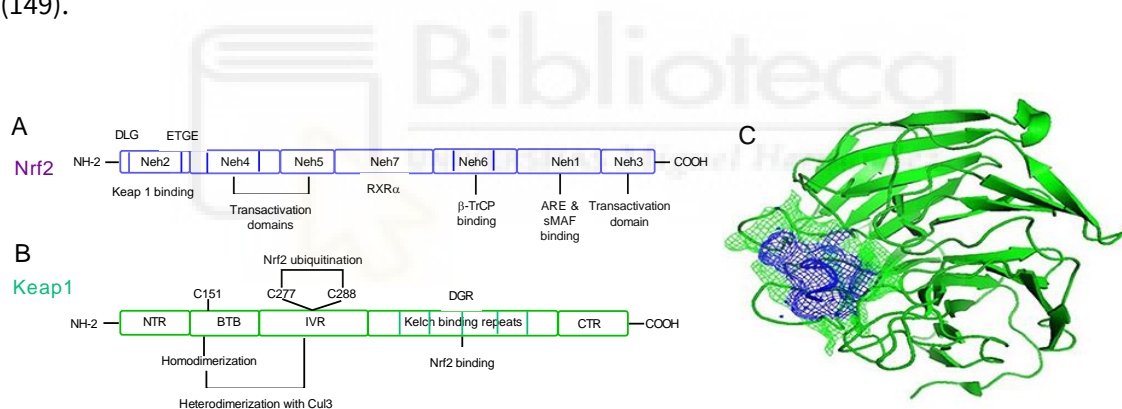 (149).
Biblioteca
A
DLG
ETGE
Nrf2
NH-2
Neh2
Neh4
Neh5
Neh7
Neh6
Neh1
Neh3
COOH
Keap 1 binding
Transactivation
domains
RXRα
β-TrCP
binding
ARE &
sMAF
binding
Transactivation
domain
B
Keap1
Nrf2 ubiquitination
C151
C277
C288
DGR
NH-2
NTR
BTB
IVR
Kelch binding repeats
CTR
COOH
Homodimerization
Nrf2 binding
Heterodimerization with Cul3
C